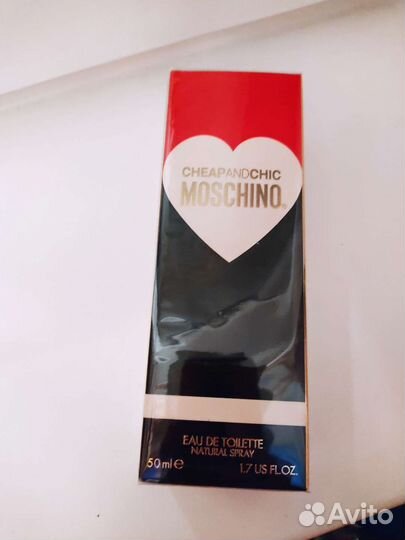 CHEAPANDCHIC
MOSCHINO®
EAU DE TOILETTE
NATURAL SPRAY
50 ml ℮ 1.7 US FL.OZ.
Avito